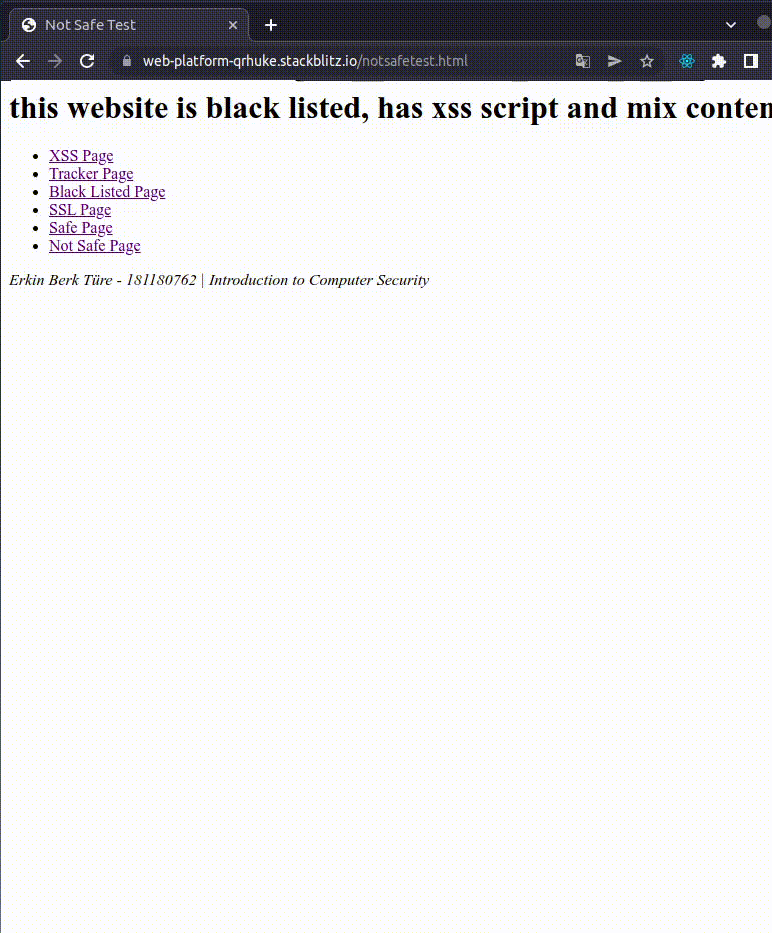 Not Safe Test
web-platform-qrhuke.stackblitz.io/notsafetest.html
this website is black listed, has xss script and mix conten
XSS Page
Tracker Page
Black Listed Page
SSL Page
Safe Page
Not Safe Page
Erkin Berk Türe - 181180762 | Introduction to Computer Security